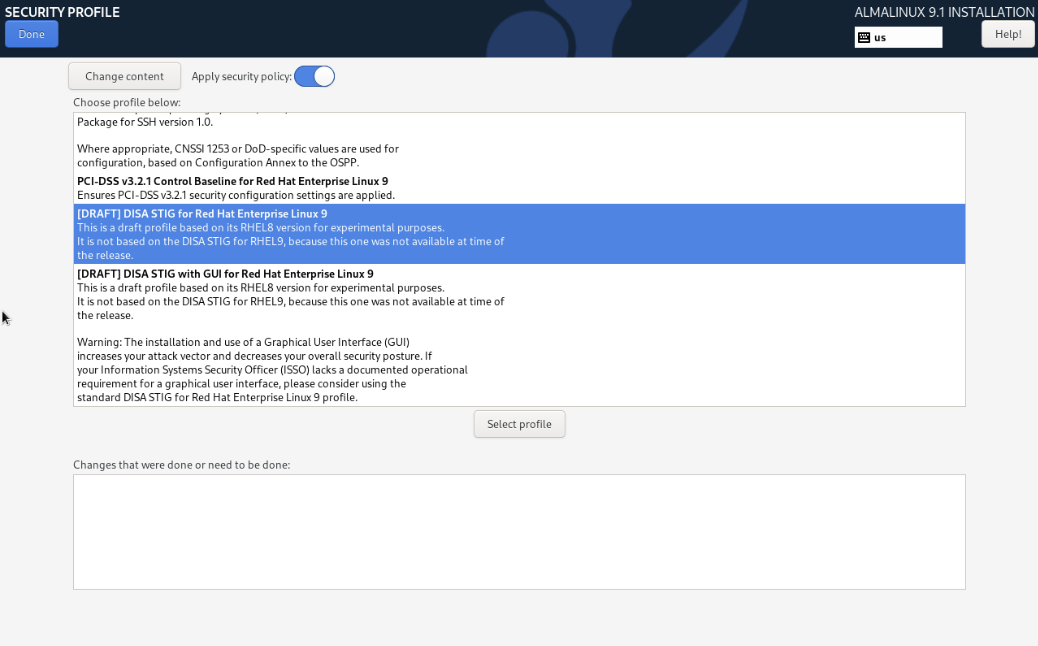 SECURITY PROFILE
ALMALINUX 9.1 INSTALLATION
Done
us
Help!
Change content
Apply security policy:
Choose profile below:
Package for SSH version 1.0.
Where appropriate, CNSSI 1253 or DoD-specific values are used for
configuration, based on Configuration Annex to the OSPP.
PCI-DSS v3.2.1 Control Baseline for Red Hat Enterprise Linux 9
Ensures PCI-DSS v3.2.1 security configuration settings are applied.
[DRAFT] DISA STIG for Red Hat Enterprise Linux 9
This is a draft profile based on its RHEL8 version for experimental purposes.
It is not based on the DISA STIG for RHEL9, because this one was not available at time of
the release.
[DRAFT] DISA STIG with GUI for Red Hat Enterprise Linux 9
This is a draft profile based on its RHEL8 version for experimental purposes.
It is not based on the DISA STIG for RHEL9, because this one was not available at time of
the release.
Warning: The installation and use of a Graphical User Interface (GUI)
increases your attack vector and decreases your overall security posture. If
your Information Systems Security Officer (ISSO) lacks a documented operational
requirement for a graphical user interface, please consider using the
standard DISA STIG for Red Hat Enterprise Linux 9 profile.
Select profile
Changes that were done or need to be done: